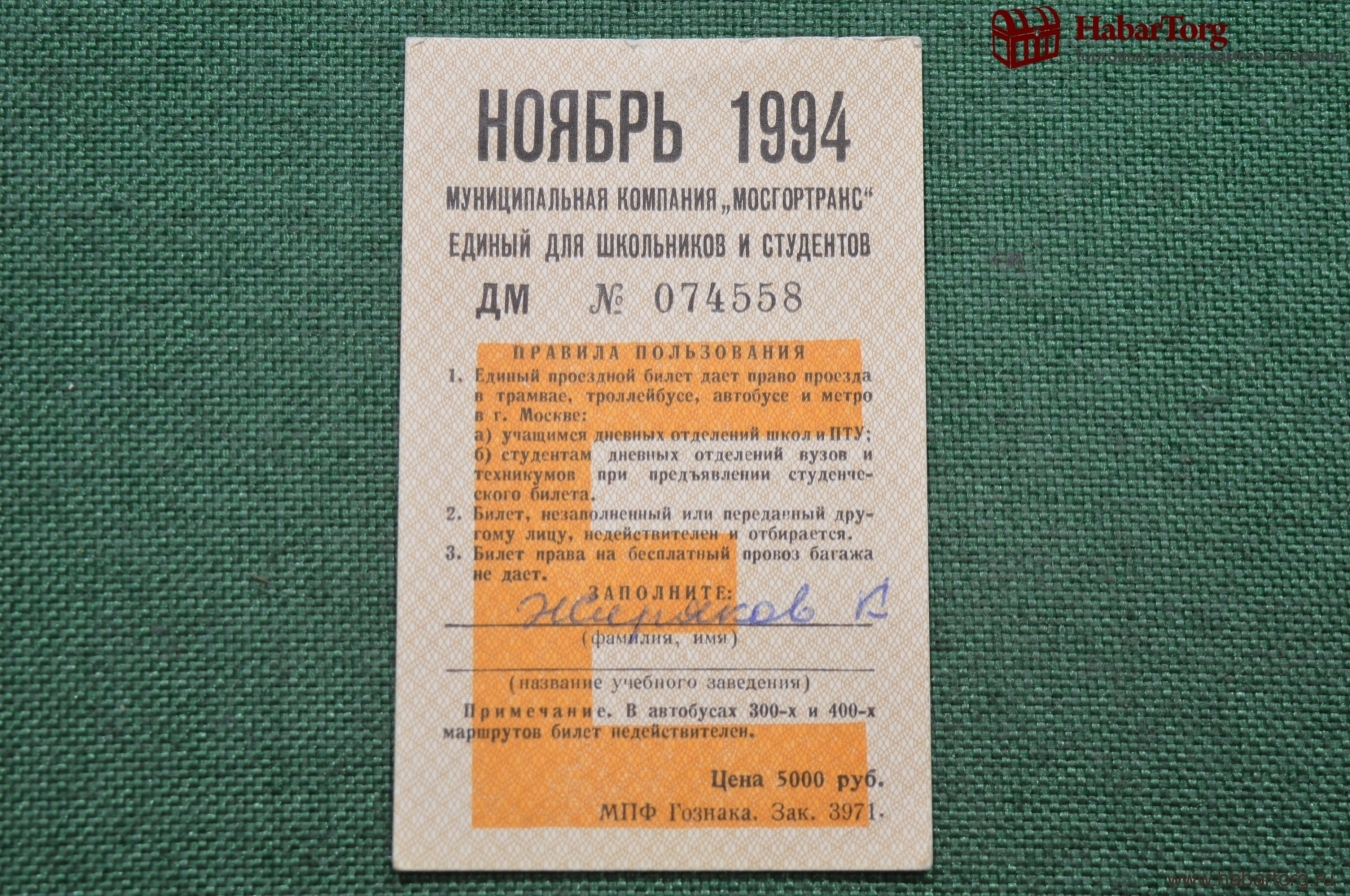 HabarTorg
НОЯБРЬ 1994
МУНИЦИПАЛЬНАЯ КОМПАНИЯ „МОСГОРТРАНС“
ЕДИНЫЙ ДЛЯ ШКОЛЬНИКОВ И СТУДЕНТОВ
ДМ № 074558
ПРАВИЛА ПОЛЬЗОВАНИЯ
1. Единый проездной билет дает право проезда
в трамвае, троллейбусе, автобусе и метро
в г. Москве:
а) учащимся дневных отделений школ и ПТУ;
б) студентам дневных отделений вузов и
техникумов при предъявлении студенче-
ского билета.
2. Билет, незаполненный или переданный дру-
гому лицу, недействителен и отбирается.
3. Билет права на бесплатный провоз багажа
не дает.
ЗАПОЛНИТЕ:
Жиряков К
(фамилия, имя)
(название учебного заведения)
Примечание. В автобусах 300-х и 400-х
маршрутов билет недействителен.
Цена 5000 руб.
МПФ Гознака. Зак. 3971.